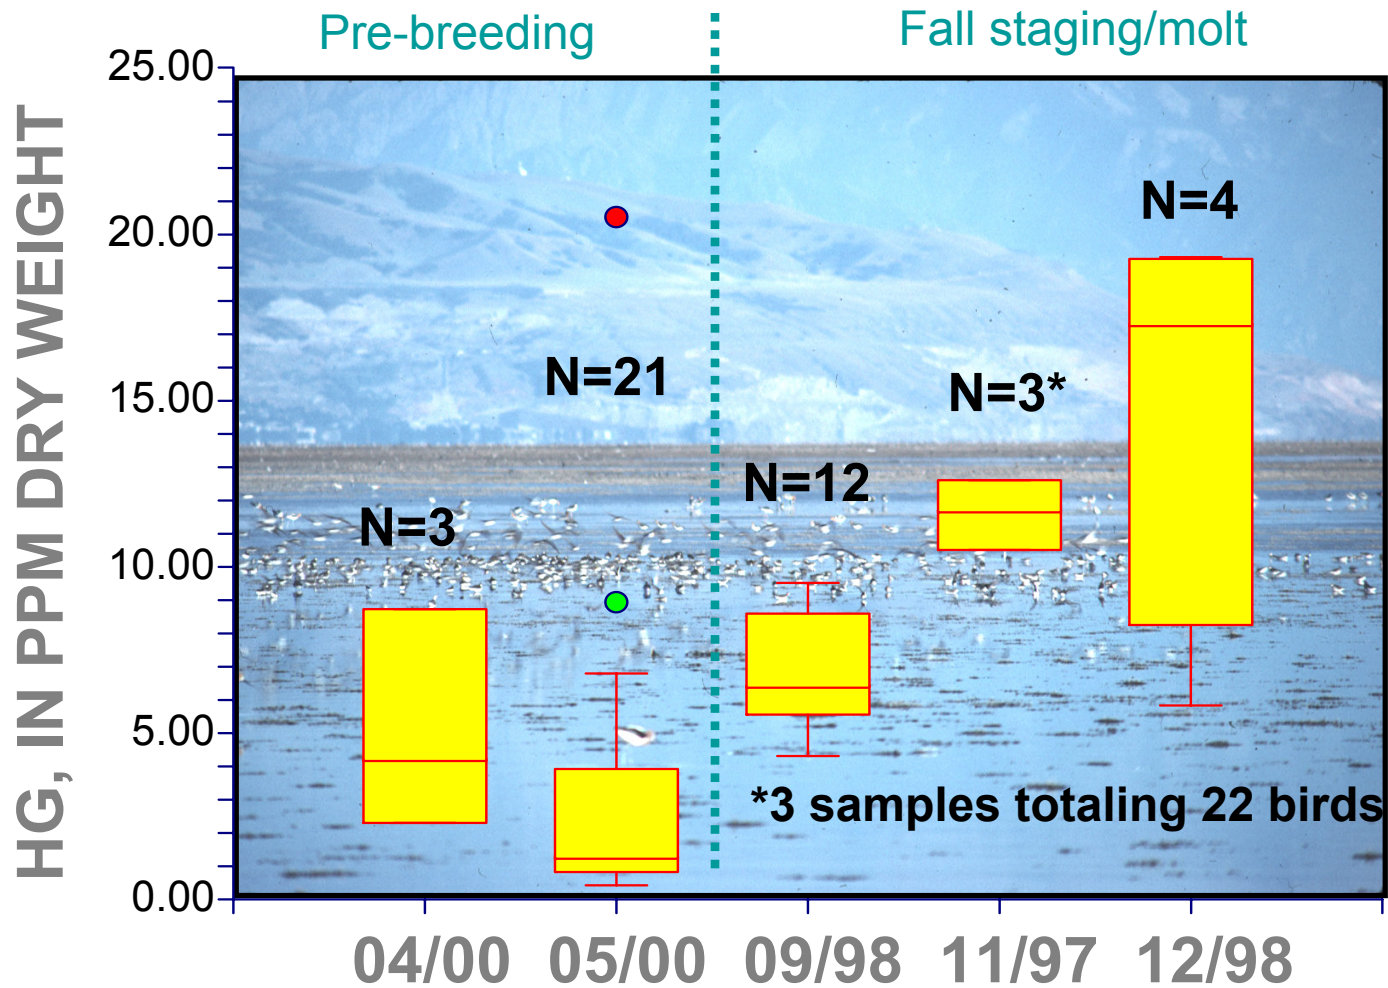 Pre-breeding
Fall staging/molt
HG, IN PPM DRY WEIGHT
25.00
20.00
15.00
10.00
5.00
0.00
N=3
N=21
N=12
N=3*
N=4
*3 samples totaling 22 birds
04/00 05/00 09/98 11/97 12/98